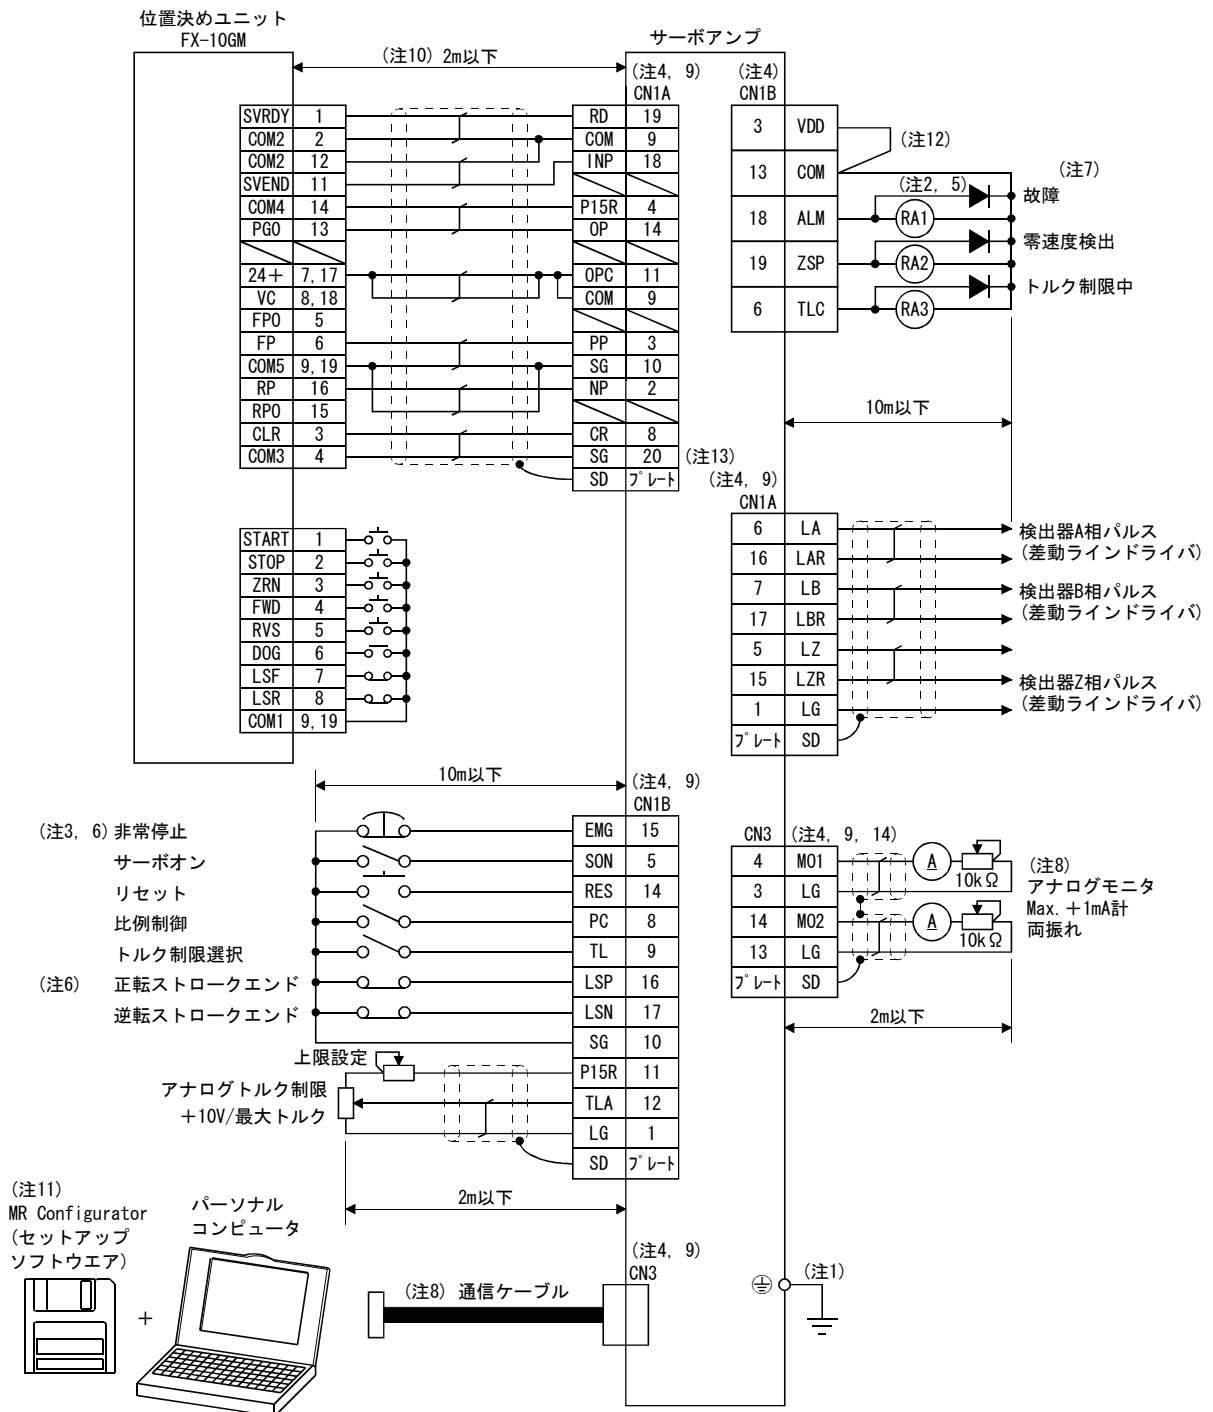 位置決めユニット
FX-10GM
サーボアンプ
(注10) 2m以下
(注4, 9)
CN1A
(注4)
CN1B
SVRDY 1
COM2 2
COM2 12
SVEND 11
COM4 14
PGO 13
24＋ 7,17
VC 8,18
FPO 5
FP 6
COM5 9,19
RP 16
RPO 15
CLR 3
COM3 4
RD 19
COM 9
INP 18
P15R 4
OP 14
OPC 11
COM 9
PP 3
SG 10
NP 2
CR 8
SG 20 (注13)
SD プレート
3 VDD
13 COM
18 ALM
19 ZSP
6 TLC
(注12)
(注2, 5)
(注7)
RA1 故障
RA2 零速度検出
RA3 トルク制限中
10m以下
(注4, 9)
CN1A
6 LA
16 LAR
7 LB
17 LBR
5 LZ
15 LZR
1 LG
プレート SD
検出器A相パルス
(差動ラインドライバ)
検出器B相パルス
(差動ラインドライバ)
検出器Z相パルス
(差動ラインドライバ)
START 1
STOP 2
ZRN 3
FWD 4
RVS 5
DOG 6
LSF 7
LSR 8
COM1 9,19
10m以下
(注4, 9)
CN1B
(注3, 6) 非常停止 EMG 15
サーボオン SON 5
リセット RES 14
比例制御 PC 8
トルク制限選択 TL 9
(注6) 正転ストロークエンド LSP 16
逆転ストロークエンド LSN 17
SG 10
上限設定 P15R 11
アナログトルク制限
＋10V/最大トルク
TLA 12
LG 1
SD プレート
2m以下
CN3 (注4, 9, 14)
4 MO1
3 LG
14 MO2
13 LG
プレート SD
A 10kΩ
A 10kΩ
(注8)
アナログモニタ
Max.＋1mA計
両振れ
2m以下
(注11)
MR Configurator
(セットアップ
ソフトウエア)
＋
パーソナル
コンピュータ
(注8) 通信ケーブル
(注4, 9)
CN3
(注1)